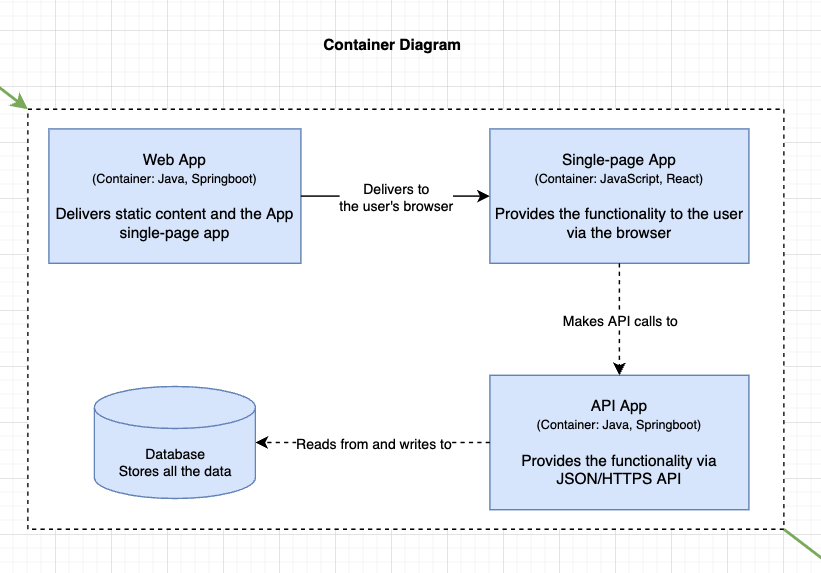 Container Diagram
Web App
(Container: Java, Springboot)
Delivers static content and the App
single-page app
Delivers to
the user's browser
Single-page App
(Container: JavaScript, React)
Provides the functionality to the user
via the browser
Makes API calls to
API App
(Container: Java, Springboot)
Provides the functionality via
JSON/HTTPS API
Reads from and writes to
Database
Stores all the data